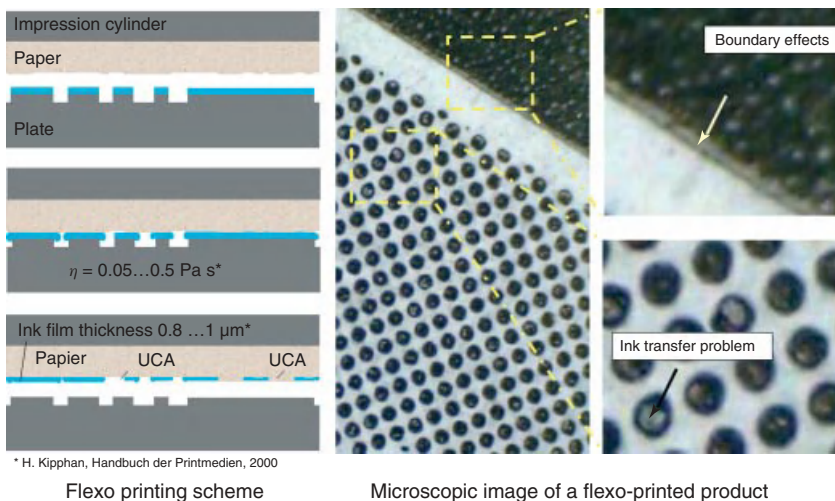 Impression cylinder
Paper
Plate
η = 0.05…0.5 Pa s*
Ink film thickness 0.8 …1 µm*
Papier
UCA
UCA
* H. Kipphan, Handbuch der Printmedien, 2000
Flexo printing scheme
Boundary effects
Ink transfer problem
Microscopic image of a flexo-printed product